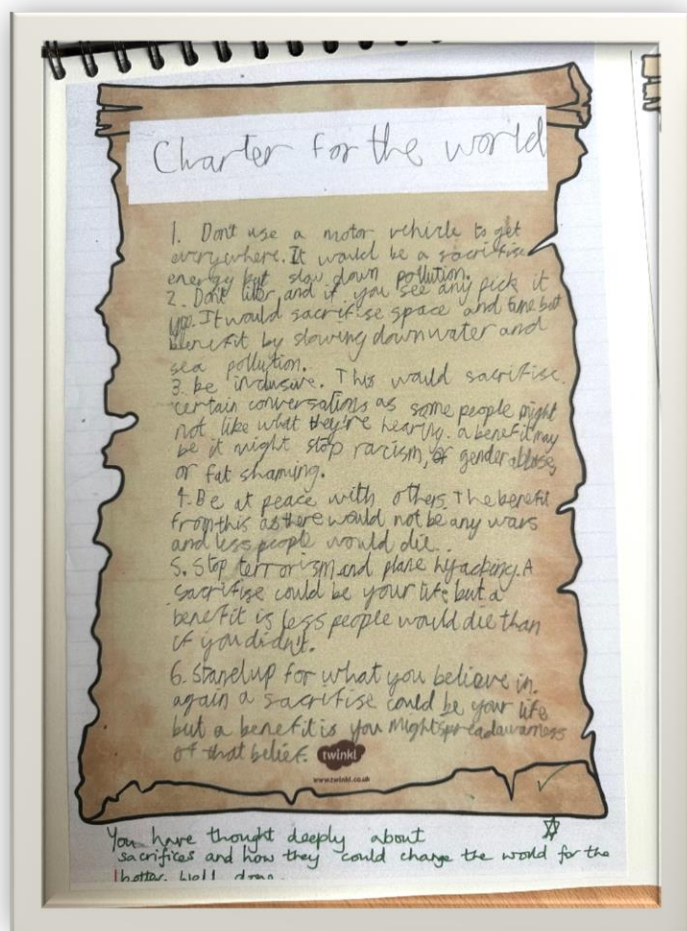 Charter for the world
1. Dont use a motor vehicle to get
everywhere. It would be a sacrifise
energy but slow down pollution.
2. Dont liter, and if you see any pick it
up. It would sacrifise space and time but
benefit by slowing down water and
sea pollution.
3. be inclusive. This would sacrifise
certain conversations as some people might
not like what they're hearing. a benefit may
be it might stop racism, or gender abbose,
or fat shaming.
4. Be at peace with others. The benefit
from this as there would not be any wars
and less people would die.
5. Stop terrorism and plane hyjacking. A
sacrifise could be your life but a
benefit is less people would die than
if you didn't.
6. Stand up for what you believe in.
again a sacrifise could be your life
but a benefit is you might spread awarness
of that belief.
twinkl
www.twinkl.co.uk
You have thought deeply about
sacrifices and how they could change the world for the
better. Well done.